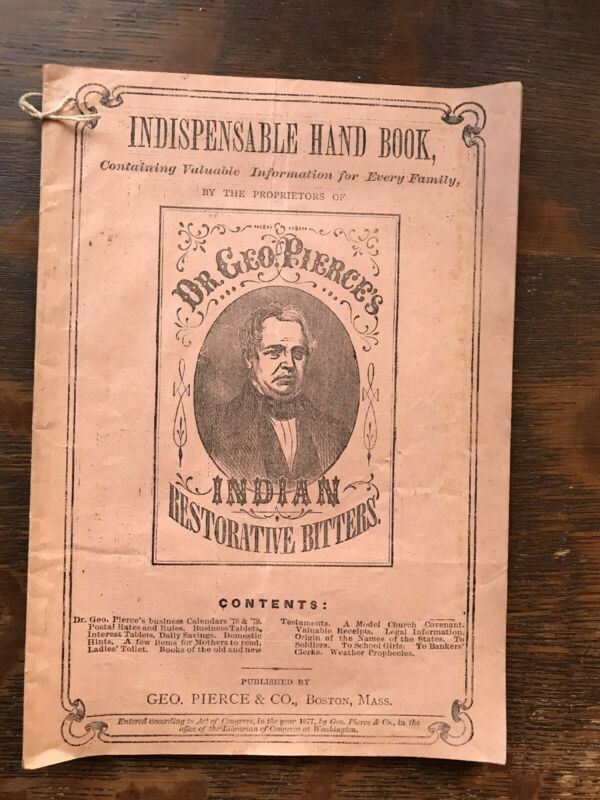 INDISPENSABLE HAND BOOK,
Containing Valuable Information for Every Family,
BY THE PROPRIETORS OF
DR. GEO. PIERCE'S
INDIAN
RESTORATIVE BITTERS.
CONTENTS:
Dr. Geo. Pierce's business Calendars '78 & '79.
Postal Rates and Rules. Business Tablets,
Interest Tablets, Daily Savings. Domestic
Hints. A few items for Mothers to read.
Ladies' Toilet. Books of the old and new
Testaments. A Model Church Covenant.
Valuable Receipts. Legal Information.
Origin of the Names of the States. To
Soldiers. To School Girls. To Bankers'
Clerks. Weather Prophecies.
PUBLISHED BY
GEO. PIERCE & CO., BOSTON, MASS.
Entered according to Act of Congress, in the year 1877, by Geo. Pierce & Co., in the
office of the Librarian of Congress at Washington.